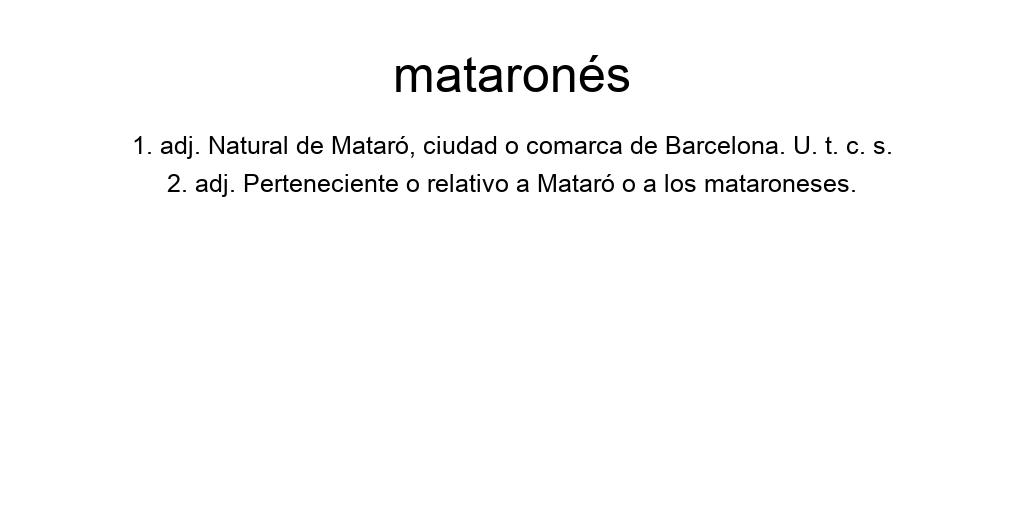 mataronés
1. adj. Natural de Mataró, ciudad o comarca de Barcelona. U. t. c. s.
2. adj. Perteneciente o relativo a Mataró o a los mataroneses.